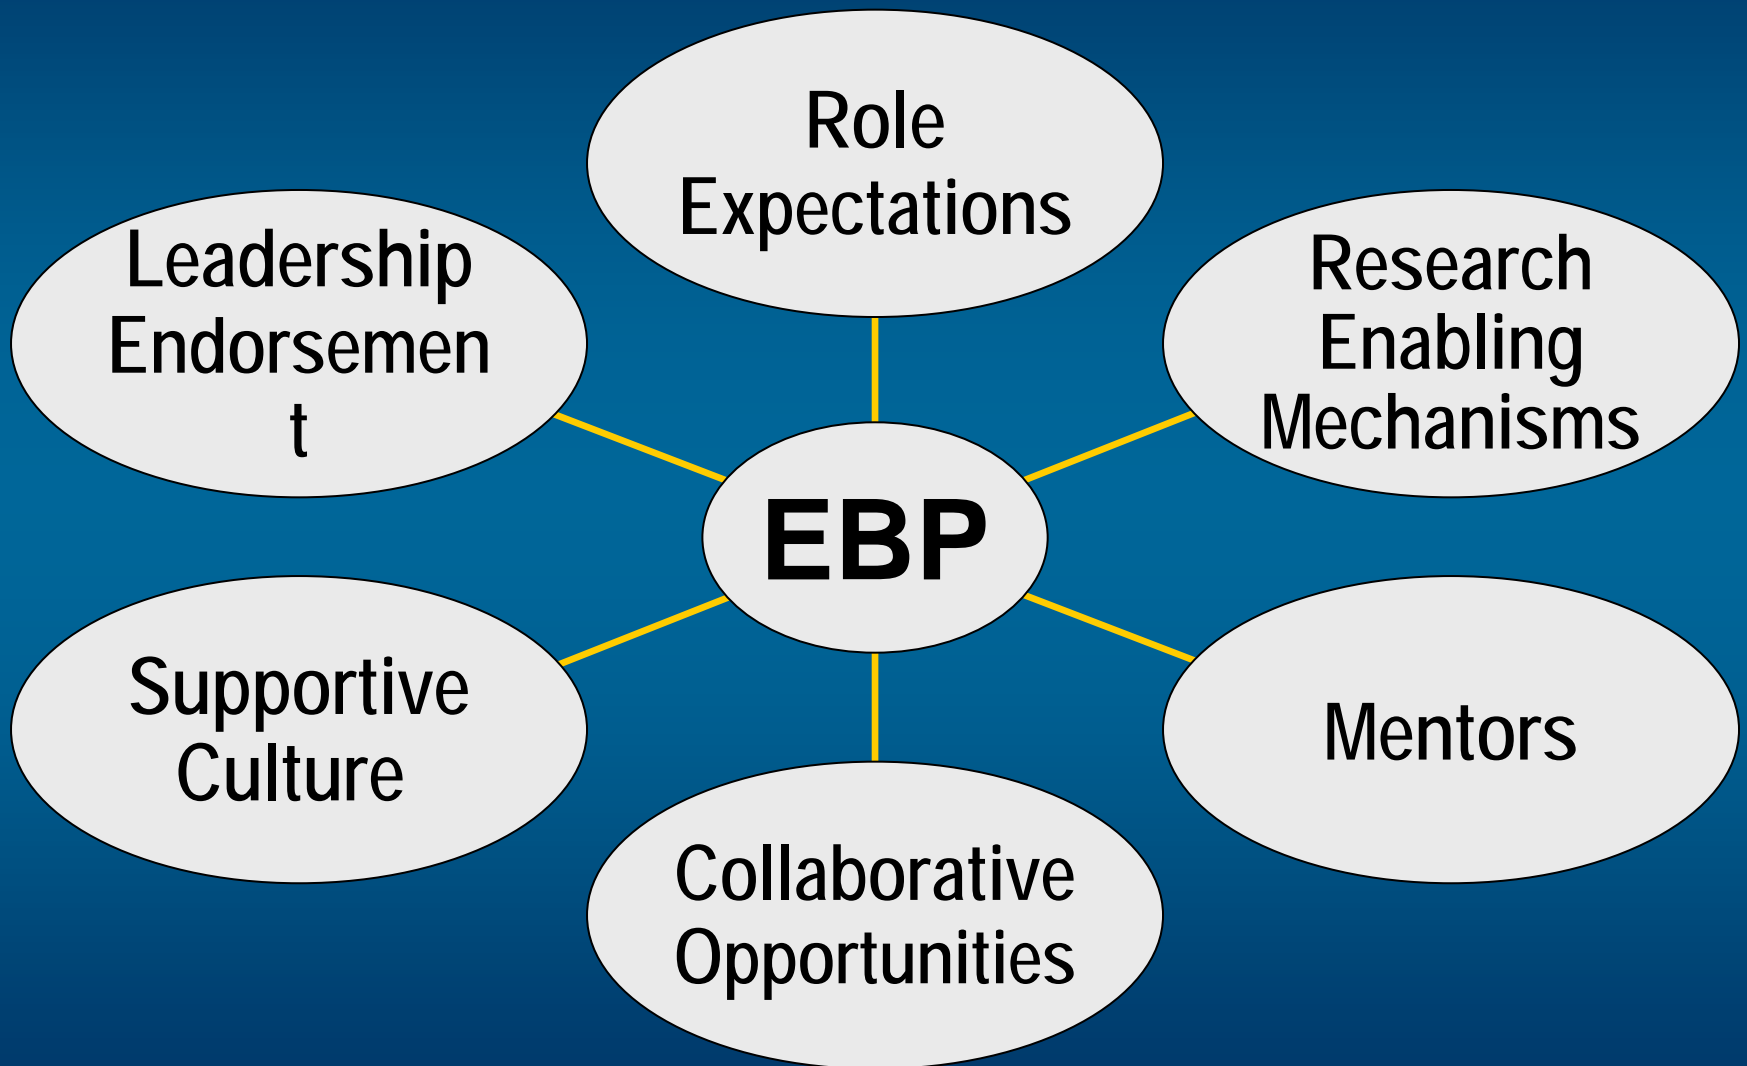 Role
Expectations
Leadership
Endorsemen
t
Research
Enabling
Mechanisms
EBP
Supportive
Culture
Mentors
Collaborative
Opportunities